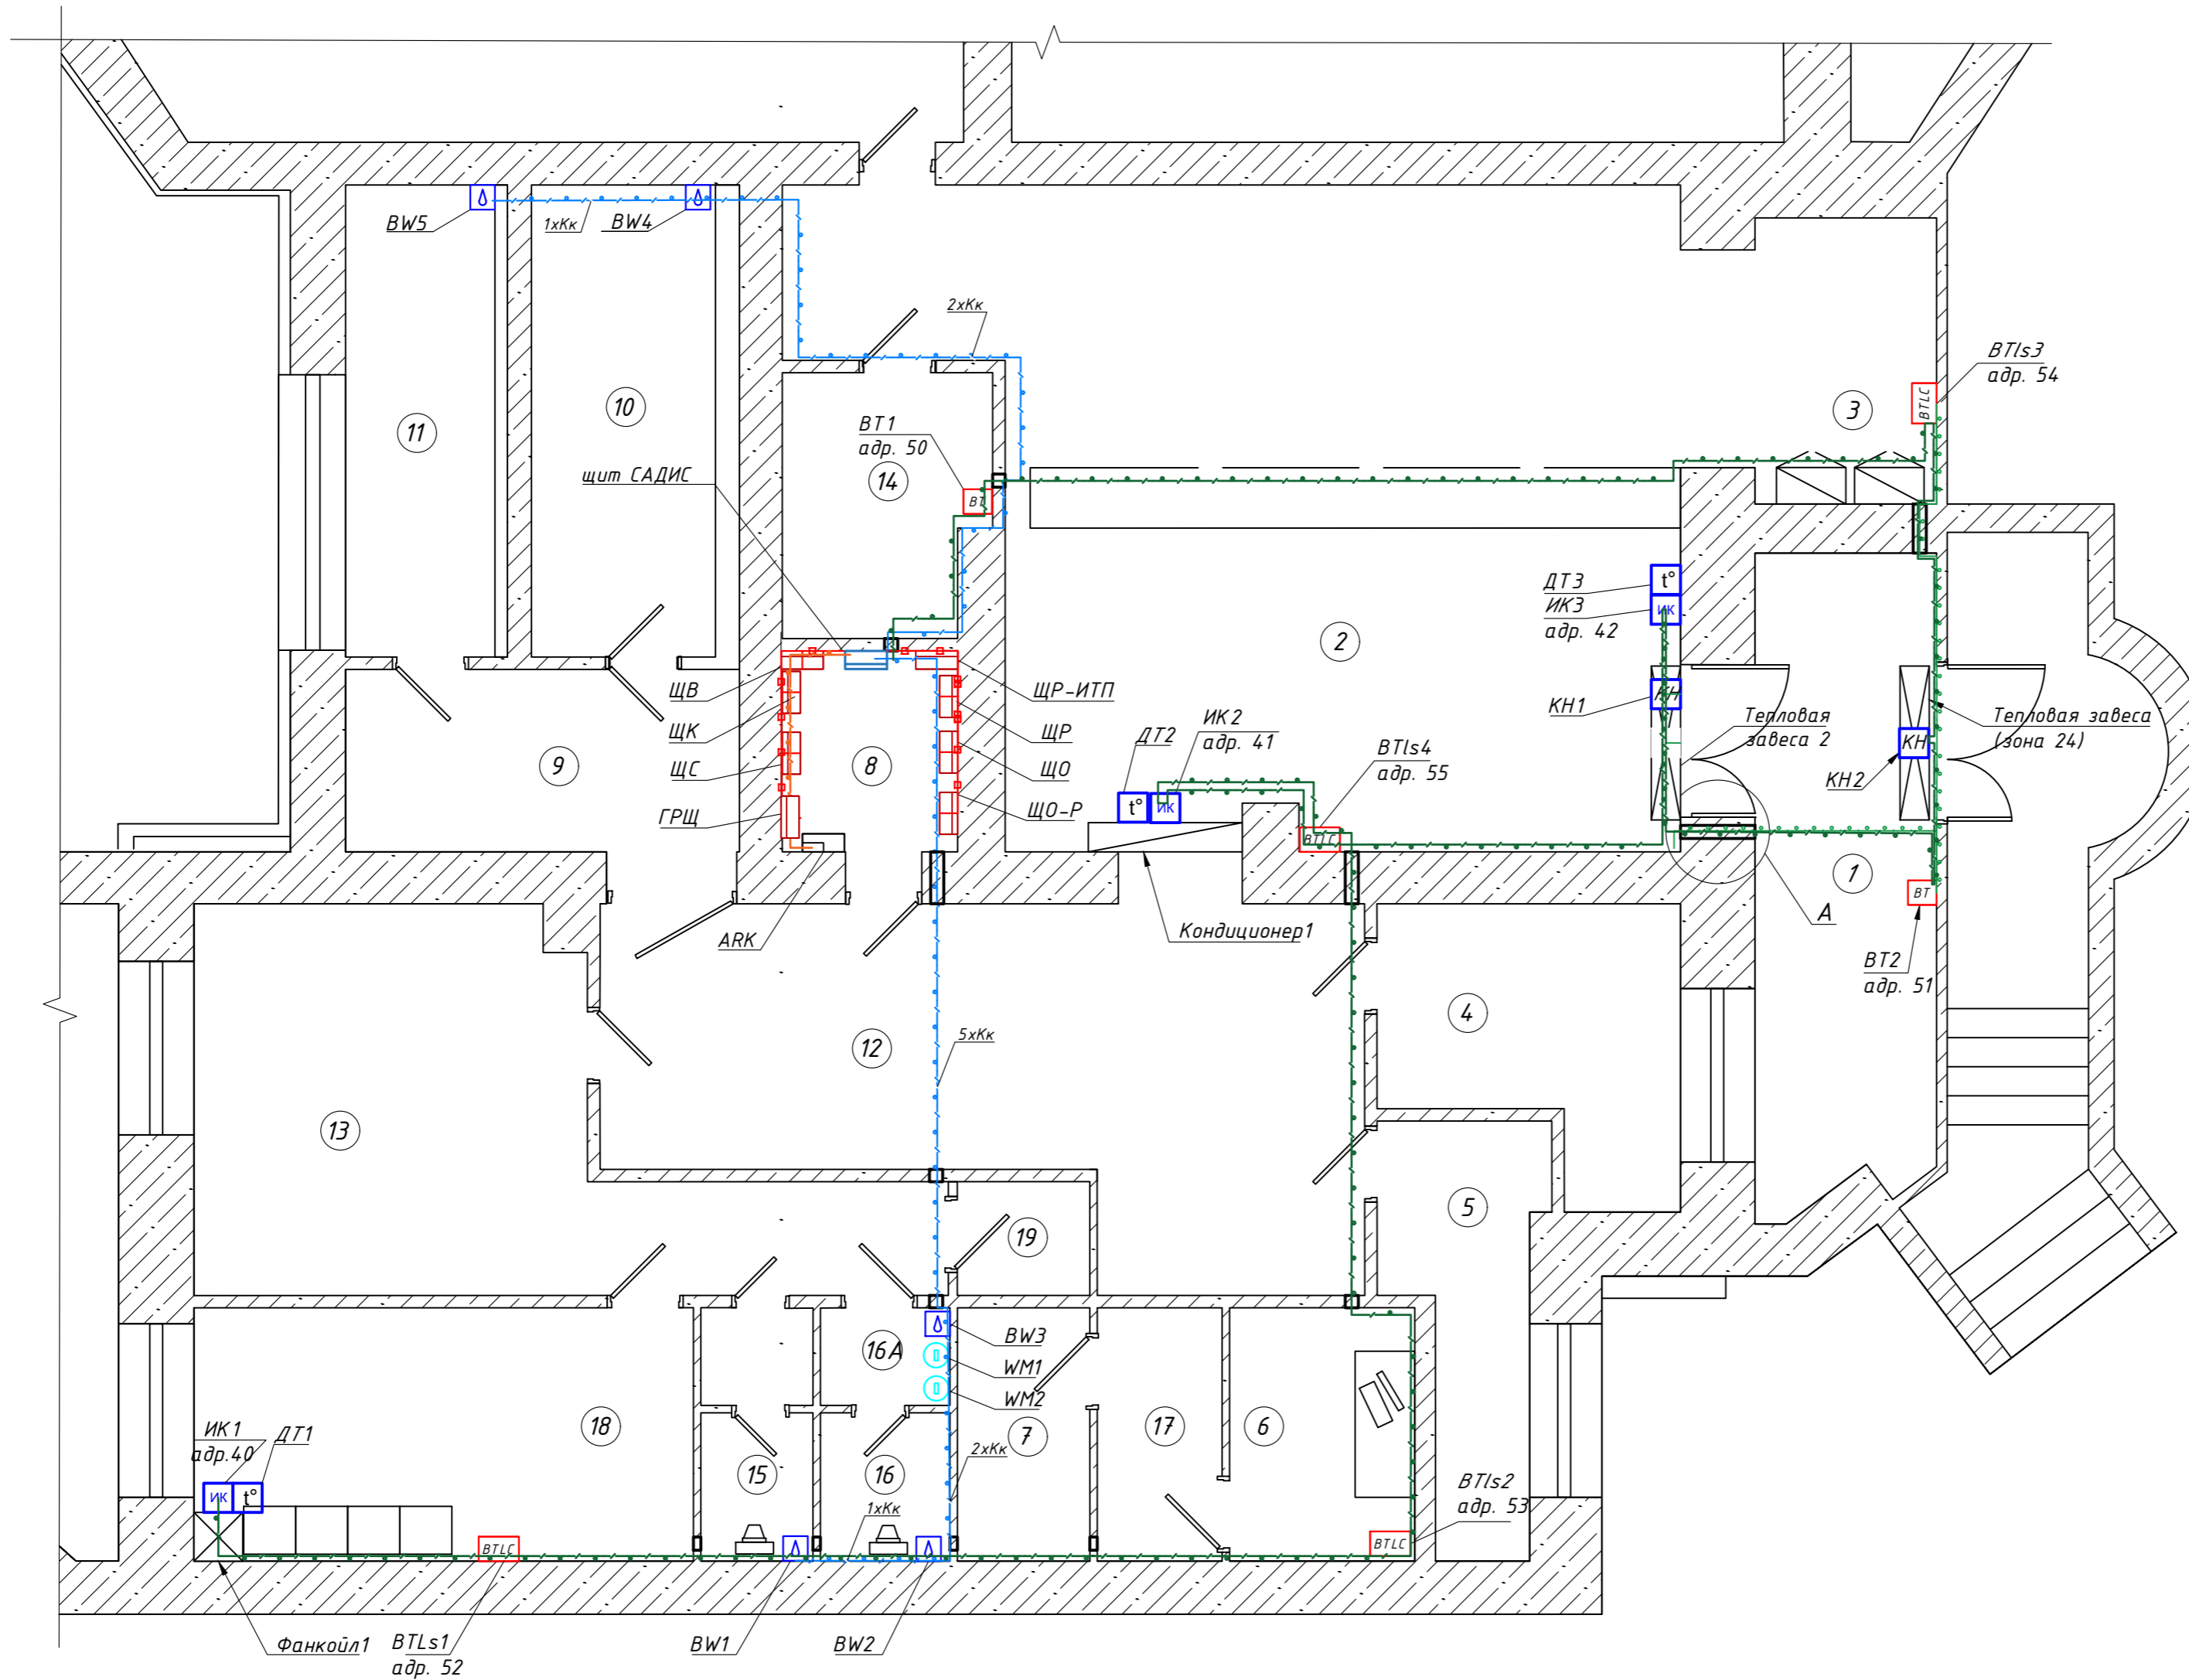 BW5
1хКк
BW4
2хКк
BTls3
адр. 54
BTLC
3
11
10
BT1
адр. 50
щит САДИС
14
BT
ДТ3
t°
ИК3
ИК
адр. 42
2
ЩВ
ЩР-ИТП
ЩК
ЩР
КН1
КН
Тепловая
завеса 2
Тепловая завеса
(зона 24)
КН
КН2
ИК2
адр. 41
ДТ2
BTls4
адр. 55
9
ЩС
8
ЩО
t°
ИК
ГРЩ
ЩО-Р
BTLC
1
BT
ARK
Кондиционер1
А
BT2
адр. 51
4
12
5хКк
13
5
19
16А
BW3
WM1
WM2
ИК1
адр.40
ДТ1
18
7
17
6
2хКк
15
16
1хКк
BTls2
адр. 53
ИК
t°
BTLC
BTLC
Фанкойл1
BTLs1
адр. 52
BW1
BW2